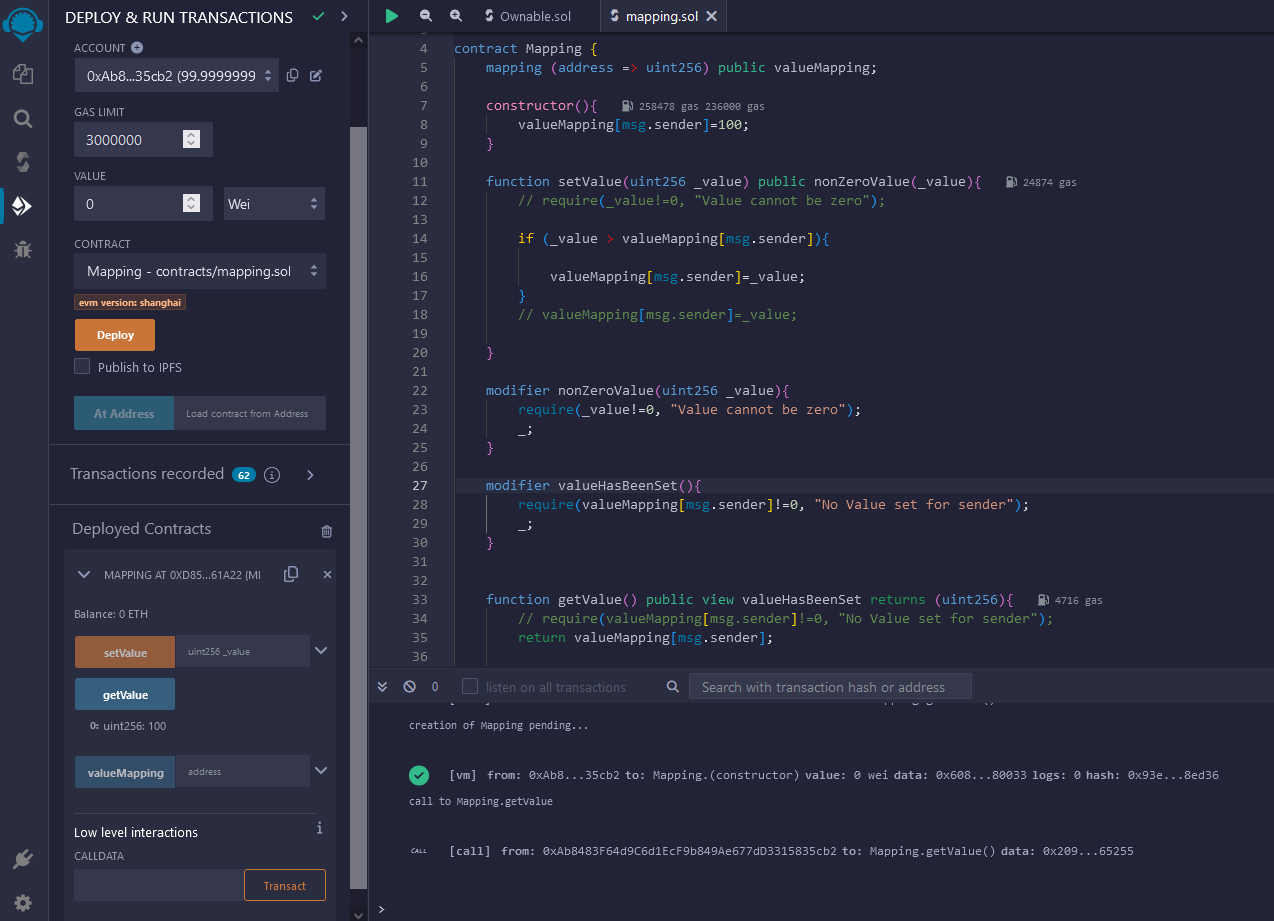 DEPLOY & RUN TRANSACTIONS
ACCOUNT
0xAb8...35cb2 (99.9999999
GAS LIMIT
3000000
VALUE
0
Wei
CONTRACT
Mapping - contracts/mapping.sol
evm version: shanghai
Deploy
Publish to IPFS
At Address
Load contract from Address
Transactions recorded 62 i
Deployed Contracts
MAPPING AT 0XD85...61A22 (ME
Balance: 0 ETH
setValue
uint256 _value
getValue
0: uint256: 100
valueMapping
address
Low level interactions
i
CALLDATA
Transact
Ownable.sol
mapping.sol
4 contract Mapping {
5 mapping (address => uint256) public valueMapping;
6
7 constructor(){ 258478 gas 236000 gas
8 valueMapping[msg.sender]=100;
9 }
10
11 function setValue(uint256 _value) public nonZeroValue(_value){ 24874 gas
12 // require(_value!=0, "Value cannot be zero");
13
14 if (_value > valueMapping[msg.sender]){
15
16 valueMapping[msg.sender]=_value;
17 }
18 // valueMapping[msg.sender]=_value;
19
20 }
21
22 modifier nonZeroValue(uint256 _value){
23 require(_value!=0, "Value cannot be zero");
24 _;
25 }
26
27 modifier valueHasBeenSet(){
28 require(valueMapping[msg.sender]!=0, "No Value set for sender");
29 _;
30 }
31
32
33 function getValue() public view valueHasBeenSet returns (uint256){ 4716 gas
34 // require(valueMapping[msg.sender]!=0, "No Value set for sender");
35 return valueMapping[msg.sender];
36
0
listen on all transactions
Search with transaction hash or address
creation of Mapping pending...
[vm] from: 0xAb8...35cb2 to: Mapping.(constructor) value: 0 wei data: 0x608...80033 logs: 0 hash: 0x93e...8ed36
call to Mapping.getValue
CALL [call] from: 0xAb8483F64d9C6d1EcF9b849Ae677dD3315835cb2 to: Mapping.getValue() data: 0x209...65255
>